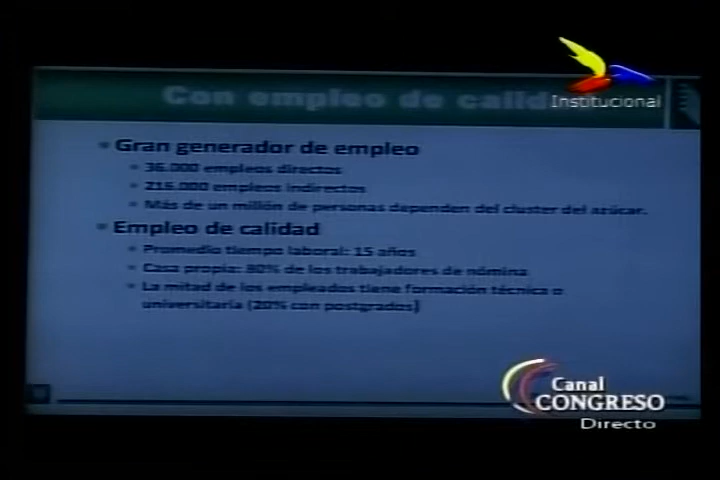 Con empleo de calid
Institucional
Gran generador de empleo
36.000 empleos directos
216.000 empleos indirectos
Más de un millón de personas dependen del cluster del azúcar.
Empleo de calidad
Promedio tiempo laboral: 15 años
Casa propia: 80% de los trabajadores de nómina
La mitad de los empleados tiene formación técnica o
universitaria (20% con postgrados)
Canal
CONGRESO
Directo